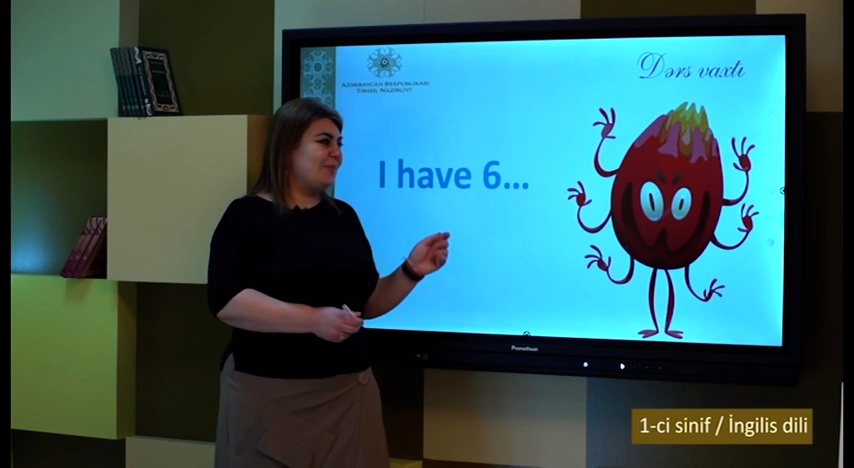 Dərs vaxtı
AZƏRBAYCAN RESPUBLİKASI
TƏHSİL NAZİRLİYİ
I have 6...
Promethean
1-ci sinif / İngilis dili